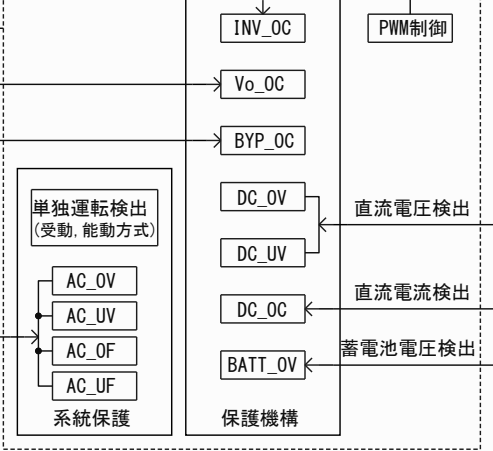 INV_OC
PWM制御
Vo_OC
BYP_OC
単独運転検出
(受動,能動方式)
DC_OV
直流電圧検出
DC_UV
AC_OV
AC_UV
DC_OC
直流電流検出
AC_OF
BATT_OV
蓄電池電圧検出
AC_UF
系統保護
保護機構